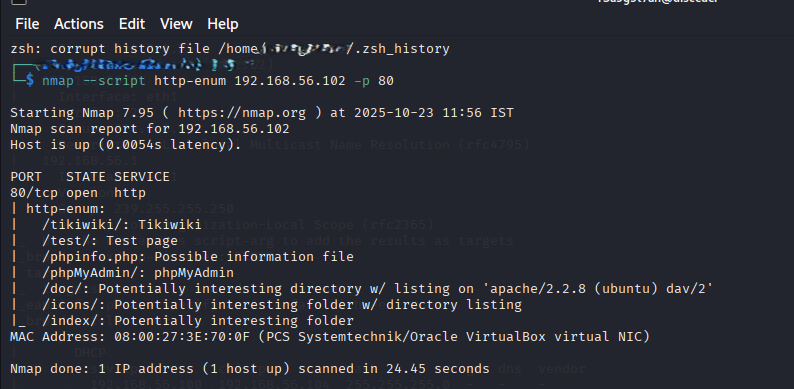 File Actions Edit View Help
zsh: corrupt history file /home/ /.zsh_history
$ nmap --script http-enum 192.168.56.102 -p 80
Starting Nmap 7.95 ( https://nmap.org ) at 2025-10-23 11:56 IST
Nmap scan report for 192.168.56.102
Host is up (0.0054s latency).
PORT   STATE SERVICE
80/tcp open  http
| http-enum:
|   /tikiwiki/: Tikiwiki
|   /test/: Test page
|   /phpinfo.php: Possible information file
|   /phpMyAdmin/: phpMyAdmin
|   /doc/: Potentially interesting directory w/ listing on 'apache/2.2.8 (ubuntu) dav/2'
|   /icons/: Potentially interesting folder w/ directory listing
|_  /index/: Potentially interesting folder
MAC Address: 08:00:27:3E:70:0F (PCS Systemtechnik/Oracle VirtualBox virtual NIC)
Nmap done: 1 IP address (1 host up) scanned in 24.45 seconds